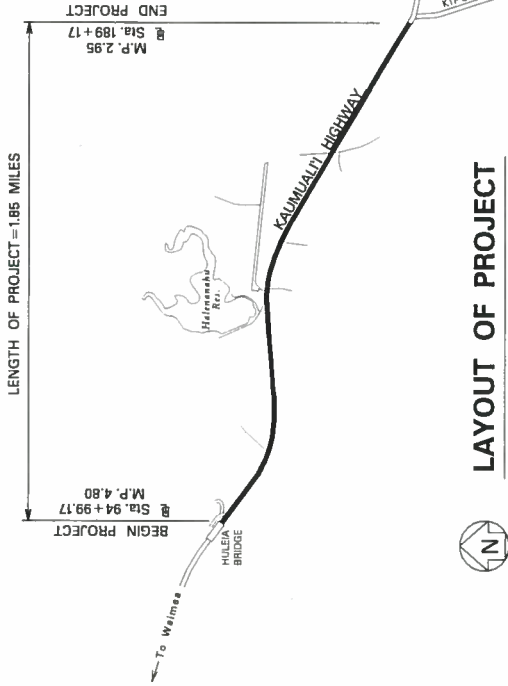 LENGTH OF PROJECT=1.85 MILES
BEGIN PROJECT
℄ Sta. 94+99.17
M.P. 4.80
END PROJECT
℄ Sta. 189+17
M.P. 2.95
To Waimea
HULEIA
BRIDGE
Halenanahu
Res.
KAUMUALI'I HIGHWAY
LAYOUT OF PROJECT
N